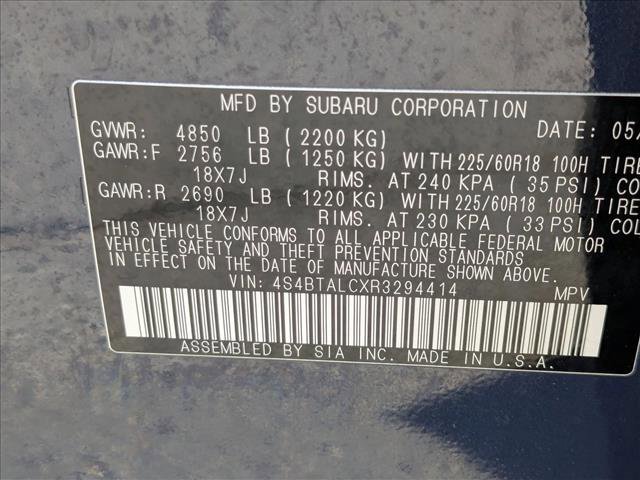 MFD BY SUBARU CORPORATION
GVWR: 4850 LB ( 2200 KG) DATE: 05/
GAWR:F 2756 LB ( 1250 KG) WITH 225/60R18 100H TIRE
18X7J RIMS. AT 240 KPA ( 35 PSI) COL
GAWR:R 2690 LB ( 1220 KG) WITH 225/60R18 100H TIRE
18X7J RIMS. AT 230 KPA ( 33 PSI) COL
THIS VEHICLE CONFORMS TO ALL APPLICABLE FEDERAL MOTOR
VEHICLE SAFETY AND THEFT PREVENTION STANDARDS
IN EFFECT ON THE DATE OF MANUFACTURE SHOWN ABOVE.
VIN: 4S4BTALCXR3294414 MPV
ASSEMBLED BY SIA INC. MADE IN U.S.A.